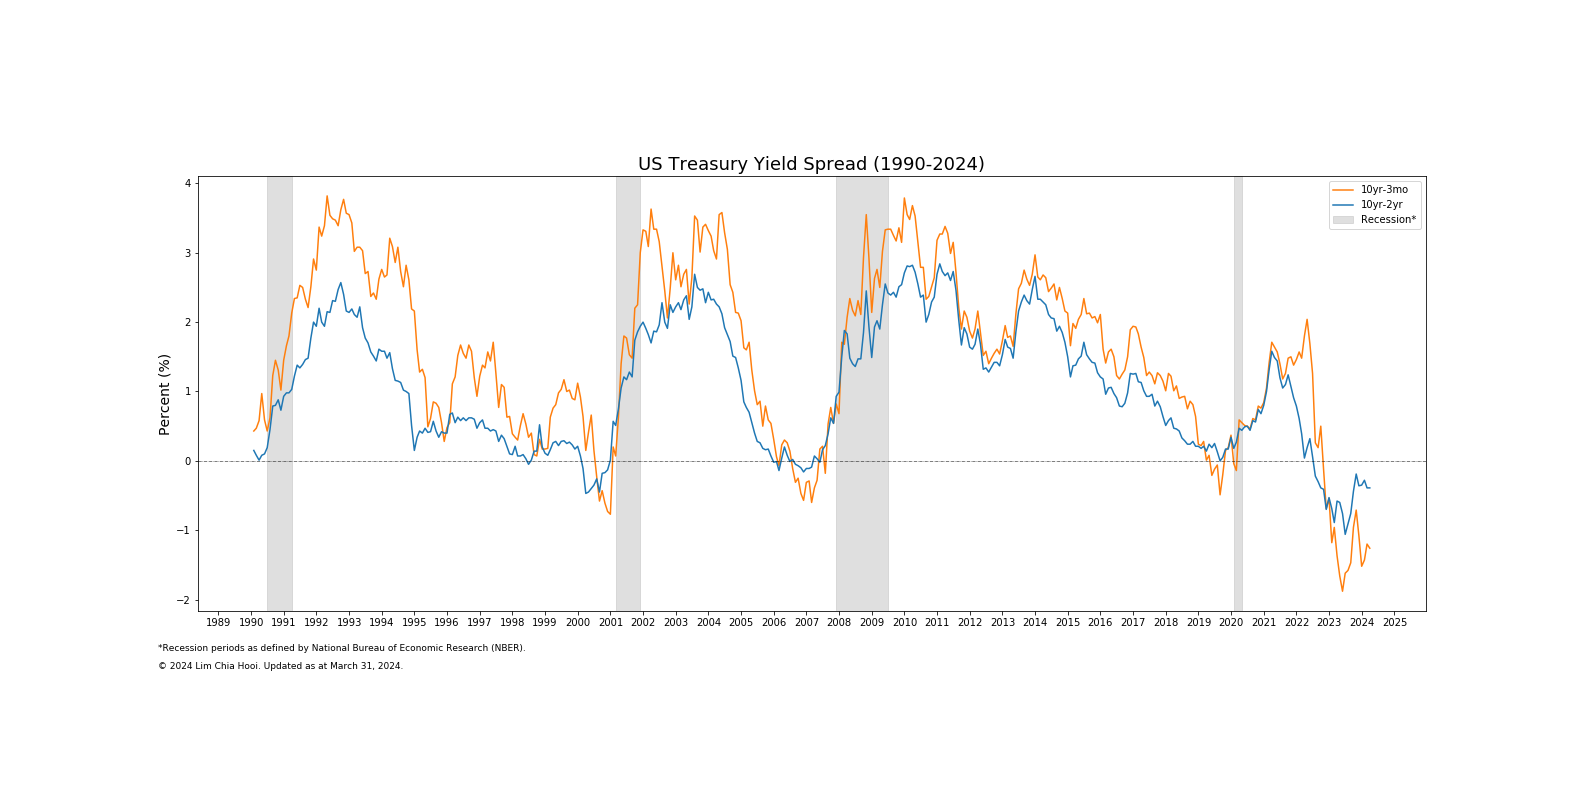 US Treasury Yield Spread (1990-2024)
10yr-3mo
10yr-2yr
Recession*
Percent (%)
4
3
2
1
0
−1
−2
1989 1990 1991 1992 1993 1994 1995 1996 1997 1998 1999 2000 2001 2002 2004 2004 2005 2006 2007 2008 2009 2010 2011 2012 2013 2014 2015 2016 2017 2018 2019 2020 2021 2022 2023 2024 2025
*Recession periods as defined by National Bureau of Economic Research (NBER).
© 2024 Lim Chia Hooi. Updated as at March 31, 2024.